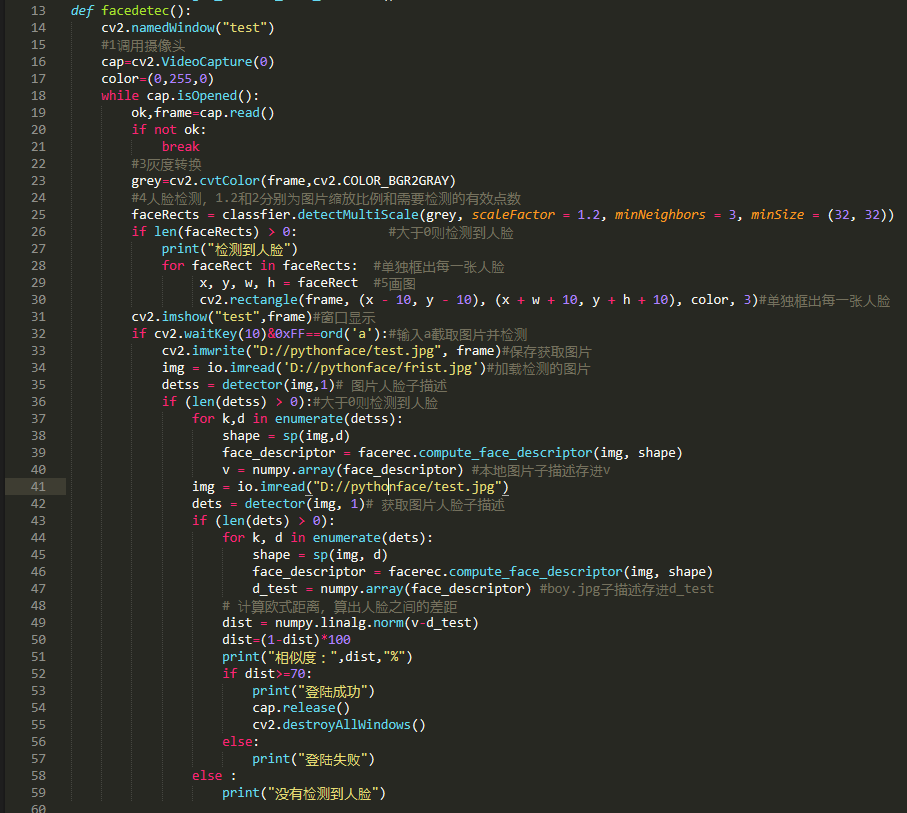 13 def facedetec():
14 cv2.namedWindow("test")
15 #1调用摄像头
16 cap=cv2.VideoCapture(0)
17 color=(0,255,0)
18 while cap.isOpened():
19 ok,frame=cap.read()
20 if not ok:
21 break
22 #3灰度转换
23 grey=cv2.cvtColor(frame,cv2.COLOR_BGR2GRAY)
24 #4人脸检测，1.2和2分别为图片缩放比例和需要检测的有效点数
25 faceRects = classfier.detectMultiScale(grey, scaleFactor = 1.2, minNeighbors = 3, minSize = (32, 32))
26 if len(faceRects) > 0: #大于0则检测到人脸
27 print("检测到人脸")
28 for faceRect in faceRects: #单独框出每一张人脸
29 x, y, w, h = faceRect #5画图
30 cv2.rectangle(frame, (x - 10, y - 10), (x + w + 10, y + h + 10), color, 3)#单独框出每一张人脸
31 cv2.imshow("test",frame)#窗口显示
32 if cv2.waitKey(10)&0xFF==ord('a'):#输入a截取图片并检测
33 cv2.imwrite("D://pythonface/test.jpg", frame)#保存获取图片
34 img = io.imread('D://pythonface/frist.jpg')#加载检测的图片
35 detss = detector(img,1)# 图片人脸子描述
36 if (len(detss) > 0):#大于0则检测到人脸
37 for k,d in enumerate(detss):
38 shape = sp(img,d)
39 face_descriptor = facerec.compute_face_descriptor(img, shape)
40 v = numpy.array(face_descriptor) #本地图片子描述存进v
41 img = io.imread("D://pythonface/test.jpg")
42 dets = detector(img, 1)# 获取图片人脸子描述
43 if (len(dets) > 0):
44 for k, d in enumerate(dets):
45 shape = sp(img, d)
46 face_descriptor = facerec.compute_face_descriptor(img, shape)
47 d_test = numpy.array(face_descriptor) #boy.jpg子描述存进d_test
48 # 计算欧式距离，算出人脸之间的差距
49 dist = numpy.linalg.norm(v-d_test)
50 dist=(1-dist)*100
51 print("相似度：",dist,"%")
52 if dist>=70:
53 print("登陆成功")
54 cap.release()
55 cv2.destroyAllWindows()
56 else:
57 print("登陆失败")
58 else :
59 print("没有检测到人脸")
60